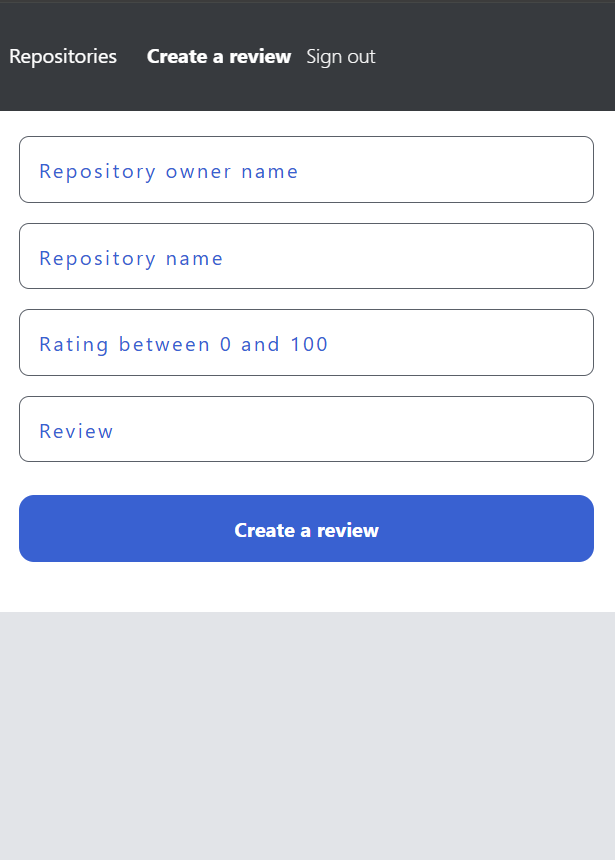 Repositories Create a review Sign out
Repository owner name
Repository name
Rating between 0 and 100
Review
Create a review